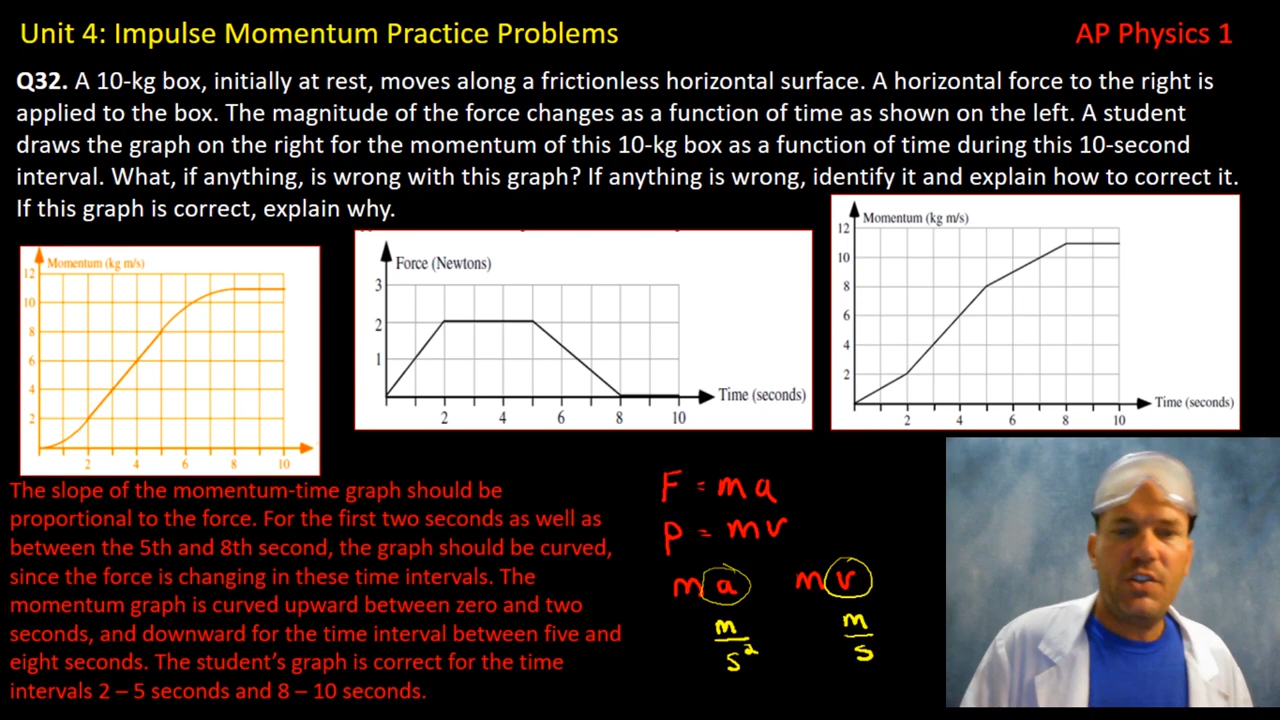 Unit 4: Impulse Momentum Practice Problems
AP Physics 1
Q32. A 10-kg box, initially at rest, moves along a frictionless horizontal surface. A horizontal force to the right is
applied to the box. The magnitude of the force changes as a function of time as shown on the left. A student
draws the graph on the right for the momentum of this 10-kg box as a function of time during this 10-second
interval. What, if anything, is wrong with this graph? If anything is wrong, identify it and explain how to correct it.
If this graph is correct, explain why.
Momentum (kg m/s)
12
10
8
6
4
2
2 4 6 8 10
Force (Newtons)
3
2
1
Time (seconds)
2 4 6 8 10
Momentum (kg m/s)
12
10
8
6
4
2
Time (seconds)
2 4 6 8 10
The slope of the momentum-time graph should be
proportional to the force. For the first two seconds as well as
between the 5th and 8th second, the graph should be curved,
since the force is changing in these time intervals. The
momentum graph is curved upward between zero and two
seconds, and downward for the time interval between five and
eight seconds. The student's graph is correct for the time
intervals 2 – 5 seconds and 8 – 10 seconds.
F = ma
P = mv
ma mv
m
s²
m
s